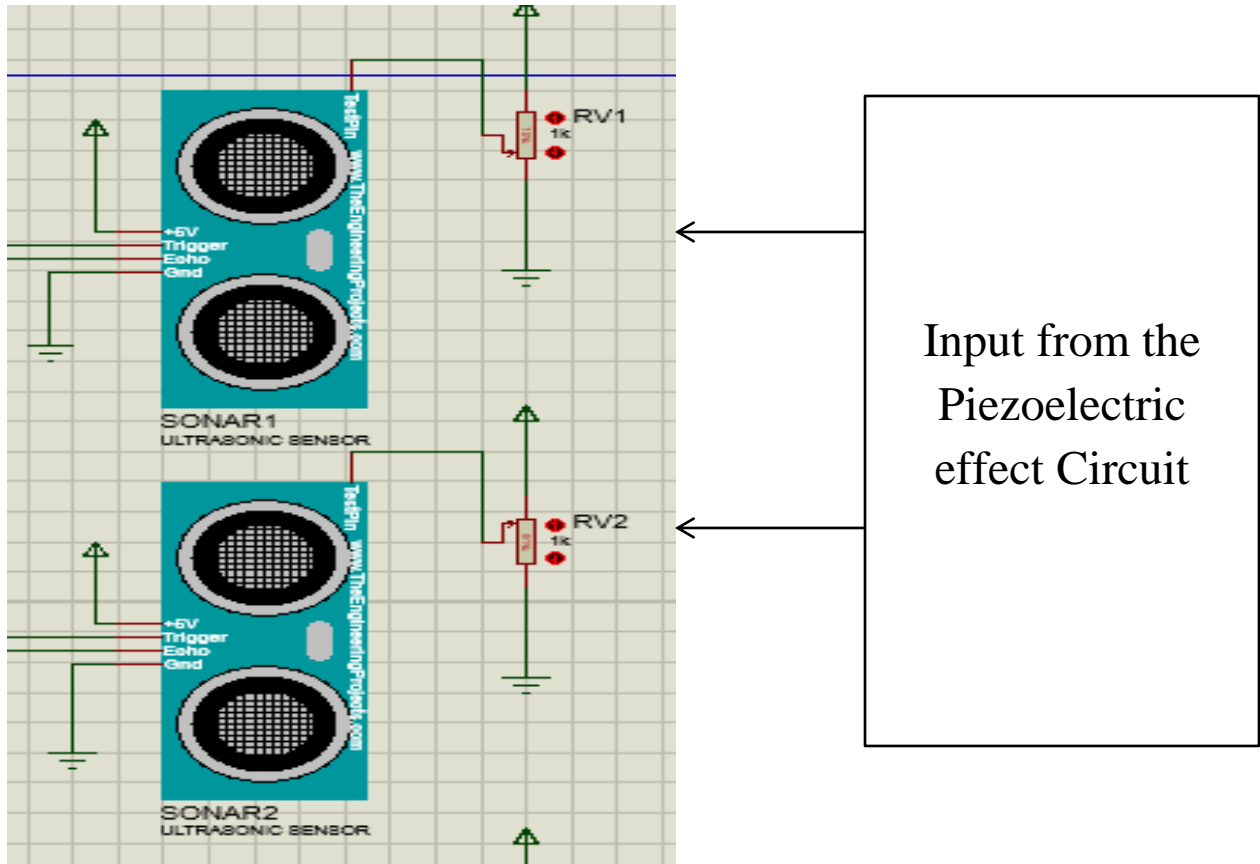 TestPin www.TheEngineeringProjects.com
RV1
1k
+5V
Trigger
Echo
Gnd
SONAR1
ULTRASONIC SENSOR
TestPin www.TheEngineeringProjects.com
RV2
1k
+5V
Trigger
Echo
Gnd
SONAR2
ULTRASONIC SENSOR
Input from the
Piezoelectric
effect Circuit